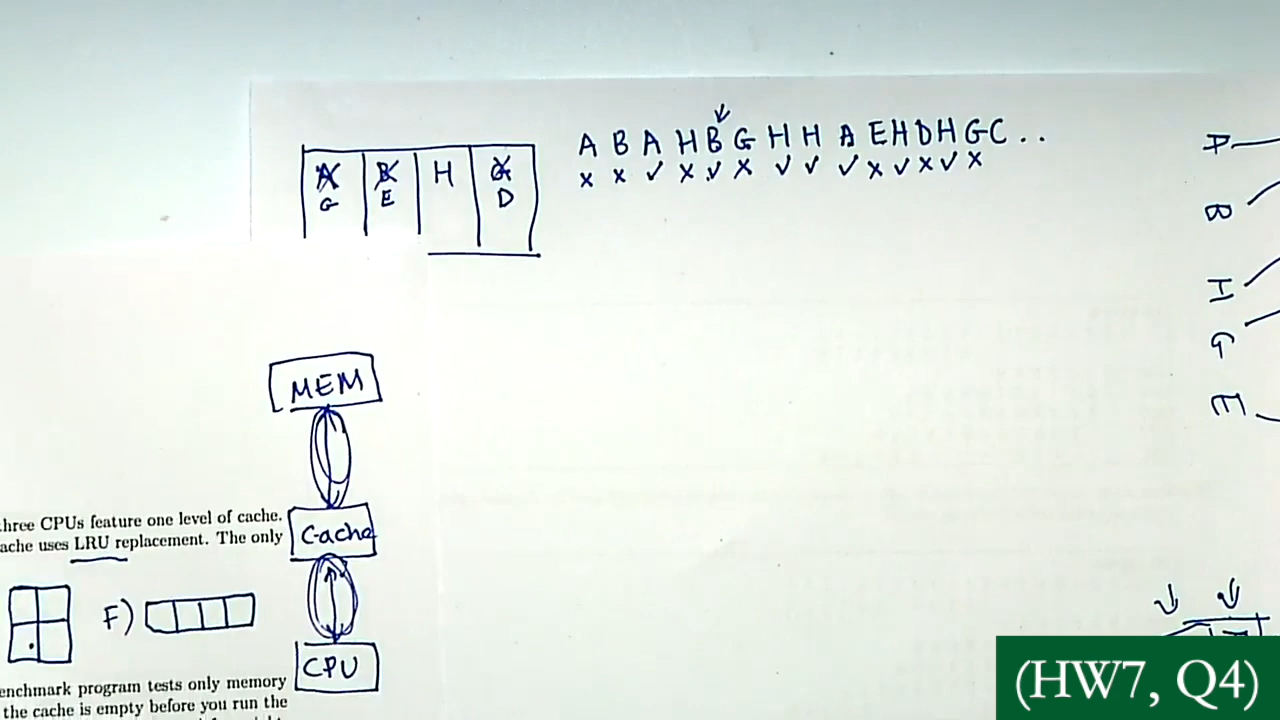 A B A H B G H H A E H D H G C ..
x x ✓ x ✓ x ✓ ✓ ✓ x ✓ x ✓ x
A B H G
G E D
A
B
H
G
E
MEM
three CPUs feature one level of cache.
ache uses LRU replacement. The only
Cache
F)
CPU
enchmark program tests only memory
the cache is empty before you run the
(HW7, Q4)